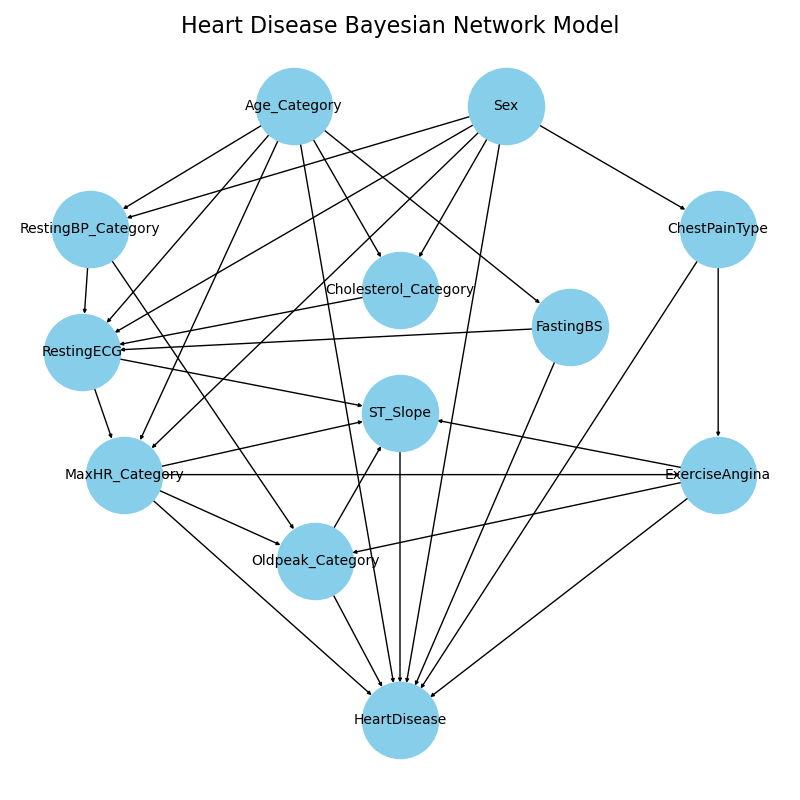 Heart Disease Bayesian Network Model
Age_Category
Sex
RestingBP_Category
ChestPainType
Cholesterol_Category
FastingBS
RestingECG
ST_Slope
MaxHR_Category
ExerciseAngina
Oldpeak_Category
HeartDisease